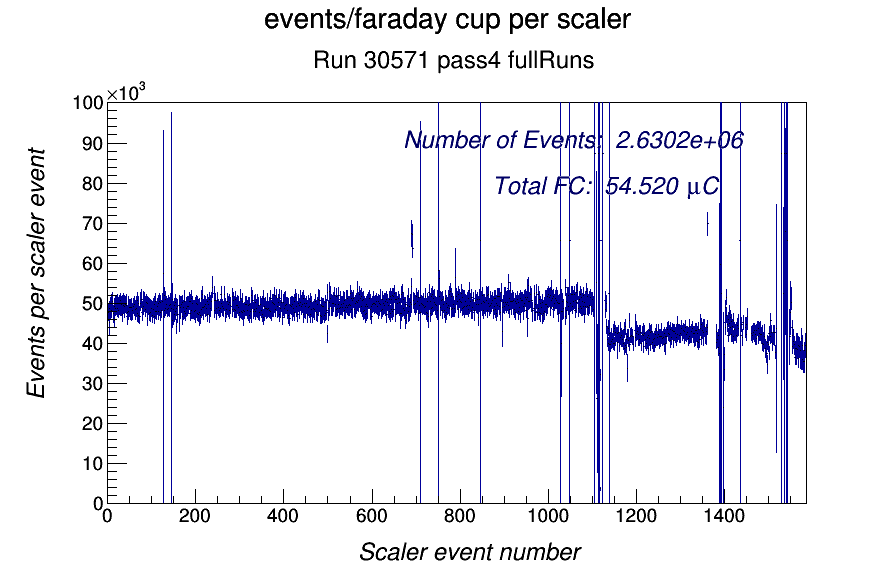 events/faraday cup per scaler
Run 30571 pass4 fullRuns
×10³
100
90
80
70
60
50
40
30
20
10
0
Events per scaler event
Number of Events: 2.6302e+06
Total FC: 54.520 μC
0 200 400 600 800 1000 1200 1400
Scaler event number